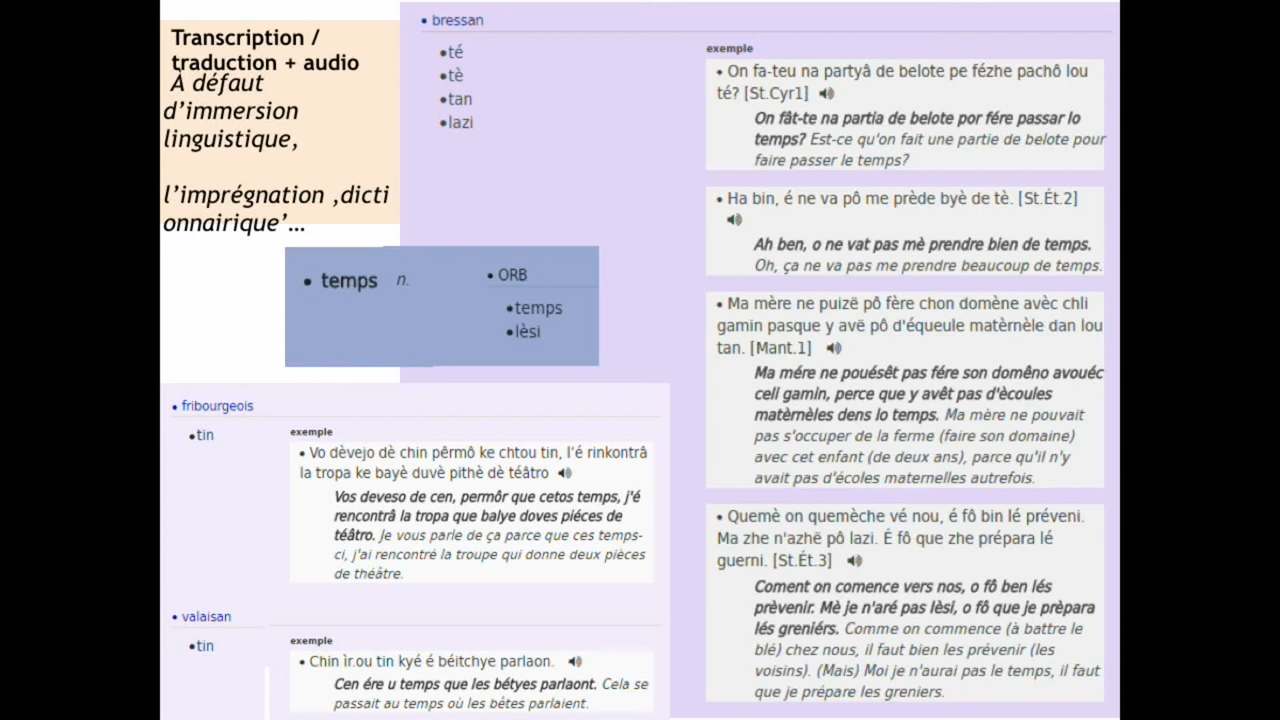 Transcription /
traduction + audio
À défaut
d’immersion
linguistique,
l’imprégnation ‚dicti
onnairique’…
• temps n.
• ORB
•temps
•lèsi
• bressan
•té
•tè
•tan
•lazi
exemple
• On fa-teu na partyâ de belote pe fézhe pachô lou
té? [St.Cyr1]
On fât-te na partia de belote por fére passar lo
temps? Est-ce qu'on fait une partie de belote pour
faire passer le temps?
• Ha bin, é ne va pô me prède byè de tè. [St.Ét.2]
Ah ben, o ne vat pas mè prendre bien de temps.
Oh, ça ne va pas me prendre beaucoup de temps.
• Ma mère ne puizë pô fère chon domène avèc chli
gamin pasque y avë pô d'équeule matèrnèle dan lou
tan. [Mant.1]
Ma mére ne pouésêt pas fére son domêno avouéc
celi gamin, perce que y avêt pas d'ècoules
matèrnèles dens lo temps. Ma mère ne pouvait
pas s'occuper de la ferme (faire son domaine)
avec cet enfant (de deux ans), parce qu'il n'y
avait pas d'écoles maternelles autrefois.
• Quemè on quemèche vé nou, é fô bin lé préveni.
Ma zhe n'azhë pô lazi. É fô que zhe prépara lé
guerni. [St.Ét.3]
Coment on comence vers nos, o fô ben lés
prèvenir. Mè je n'aré pas lèsi, o fô que je prèpara
lés greniérs. Comme on commence (à battre le
blé) chez nous, il faut bien les prévenir (les
voisins). (Mais) Moi je n'aurai pas le temps, il faut
que je prépare les greniers.
• fribourgeois
•tin
exemple
• Vo dèvejo dè chin pêrmô ke chtou tin, l’é rinkontrâ
la tropa ke bayè duvè pithè dè téâtro
Vos deveso de cen, permôr que cetos temps, j'é
rencontrâ la tropa que balye doves piéces de
téâtro. Je vous parle de ça parce que ces temps-
ci, j'ai rencontré la troupe qui donne deux pièces
de théâtre.
• valaisan
•tin
exemple
• Chin ìr.ou tin kyé é béitchye parlaon.
Cen ére u temps que les bétyes parlaont. Cela se
passait au temps où les bêtes parlaient.